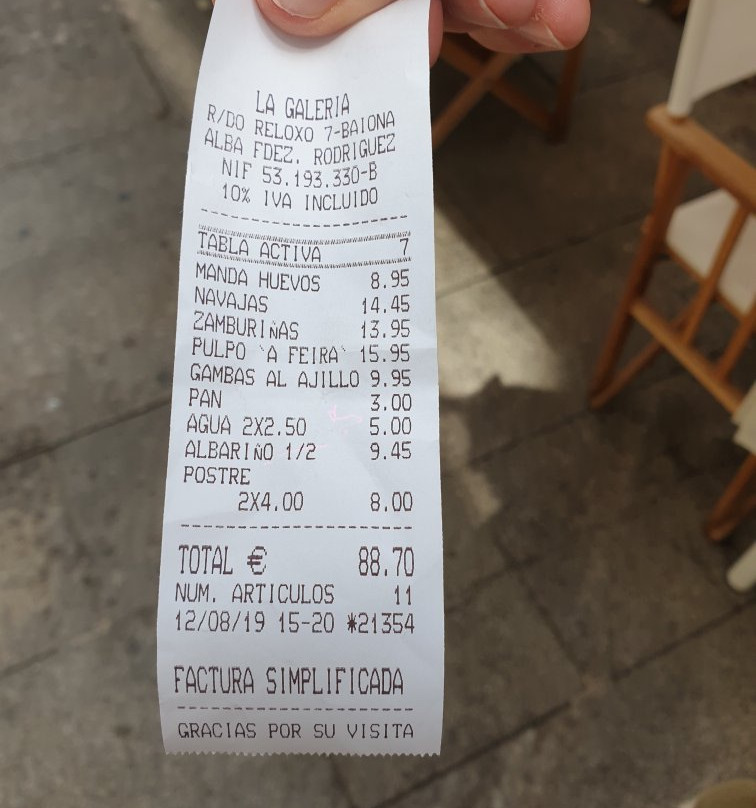 LA GALERIA
R/DO RELOXO 7-BAIONA
ALBA FDEZ. RODRIGUEZ
NIF 53.193.330-B
10% IVA INCLUIDO
TABLA ACTIVA 7
MANDA HUEVOS 8.95
NAVAJAS 14.45
ZAMBURIÑAS 13.95
PULPO `A FEIRA` 15.95
GAMBAS AL AJILLO 9.95
PAN 3.00
AGUA 2X2.50 5.00
ALBARIÑO 1/2 9.45
POSTRE
2X4.00 8.00
TOTAL € 88.70
NUM. ARTICULOS 11
12/08/19 15-20 *21354
FACTURA SIMPLIFICADA
GRACIAS POR SU VISITA